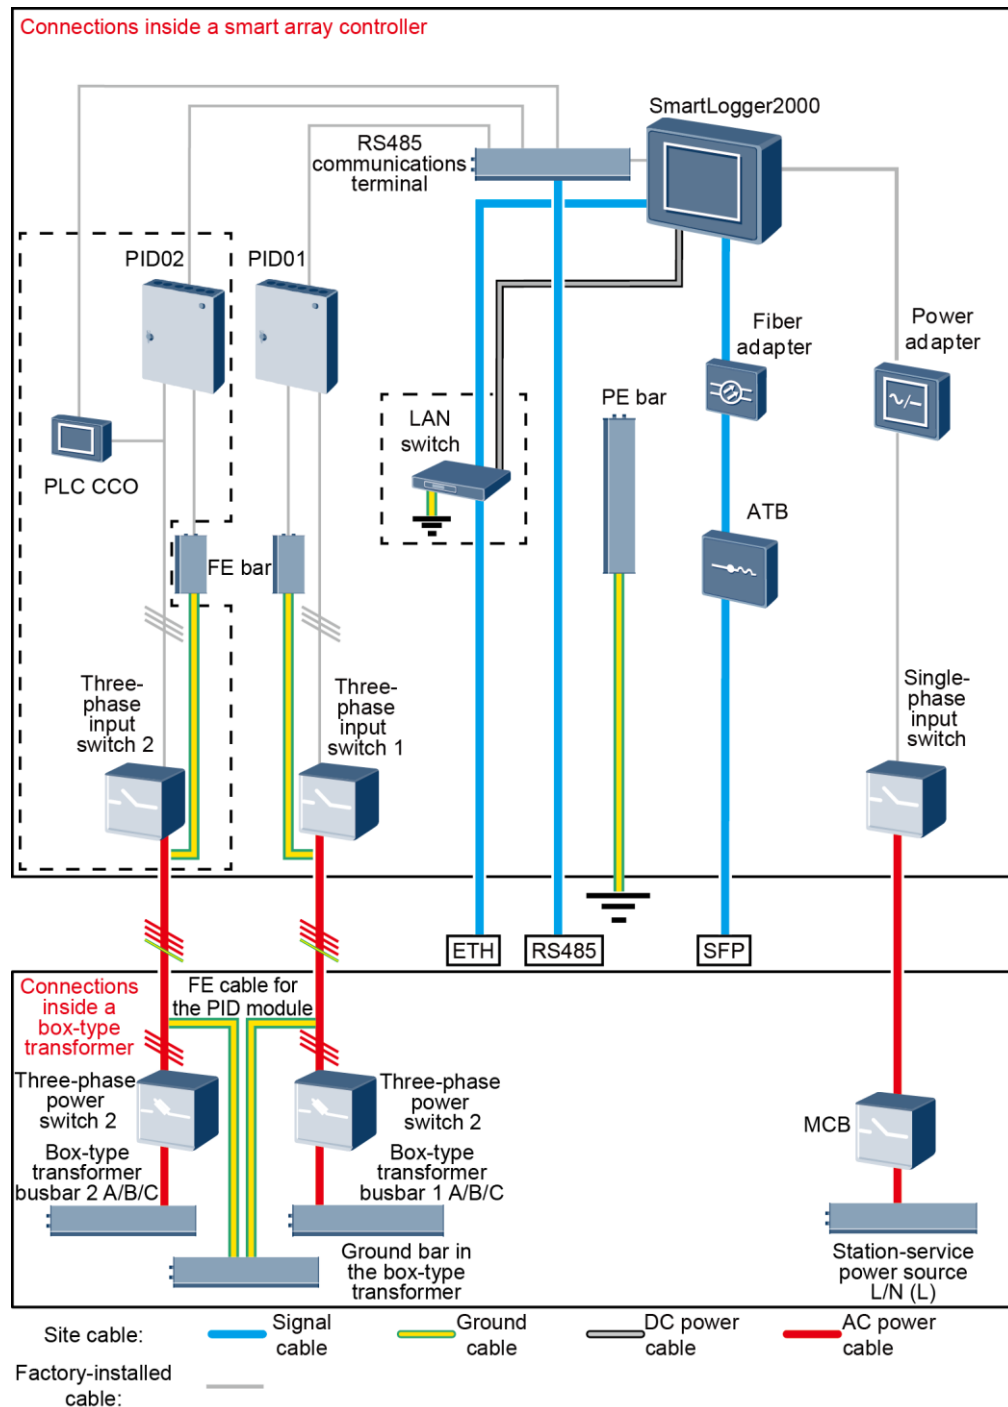 Connections inside a smart array controller
SmartLogger2000
RS485
communications
terminal
PID02
PID01
Fiber
adapter
Power
adapter
PE bar
LAN
switch
PLC CCO
ATB
FE bar
Three-
phase
input
switch 2
Three-
phase
input
switch 1
Single-
phase
input
switch
ETH
RS485
SFP
Connections
inside a
box-type
transformer
FE cable for
the PID module
Three-phase
power
switch 2
Three-phase
power
switch 2
MCB
Box-type
transformer
busbar 2 A/B/C
Box-type
transformer
busbar 1 A/B/C
Ground bar in
the box-type
transformer
Station-service
power source
L/N (L)
Site cable:
Signal
cable
Ground
cable
DC power
cable
AC power
cable
Factory-installed
cable: